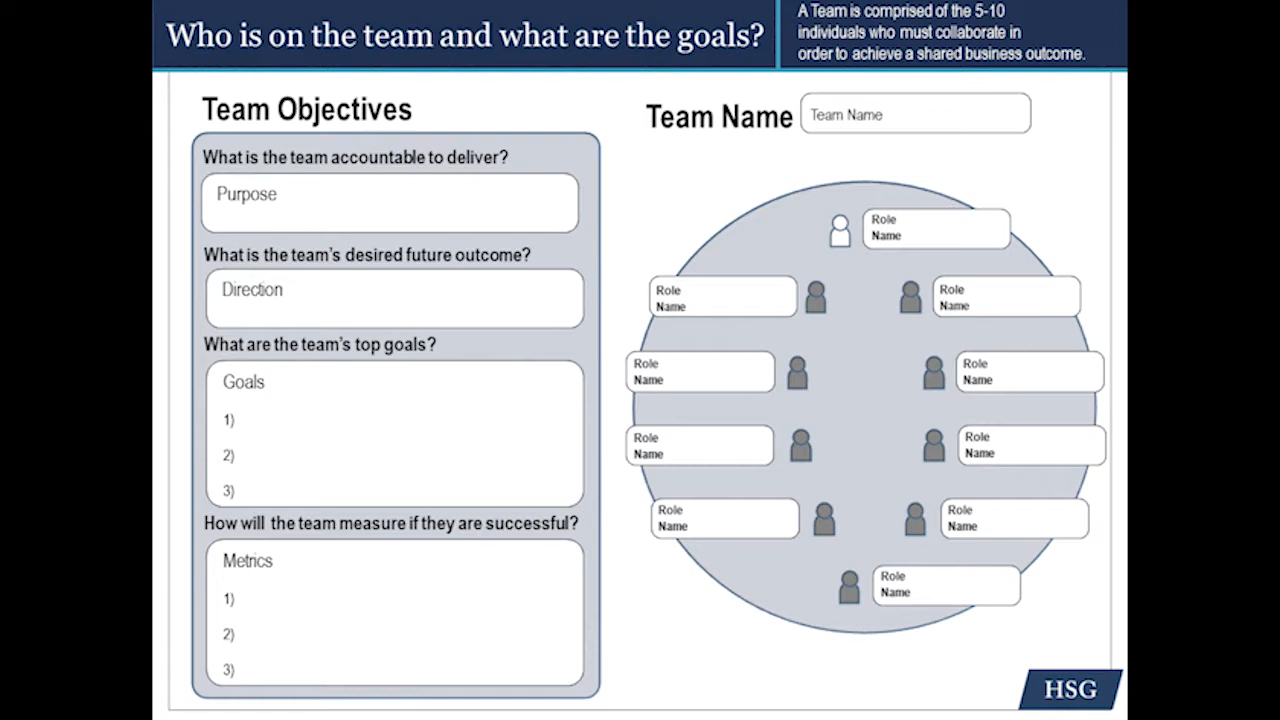 Who is on the team and what are the goals?
A Team is comprised of the 5-10
individuals who must collaborate in
order to achieve a shared business outcome.
Team Objectives
What is the team accountable to deliver?
Purpose
What is the team's desired future outcome?
Direction
What are the team's top goals?
Goals
1)
2)
3)
How will the team measure if they are successful?
Metrics
1)
2)
3)
Team Name
Team Name
Role
Name
Role
Name
Role
Name
Role
Name
Role
Name
Role
Name
Role
Name
Role
Name
Role
Name
Role
Name
HSG